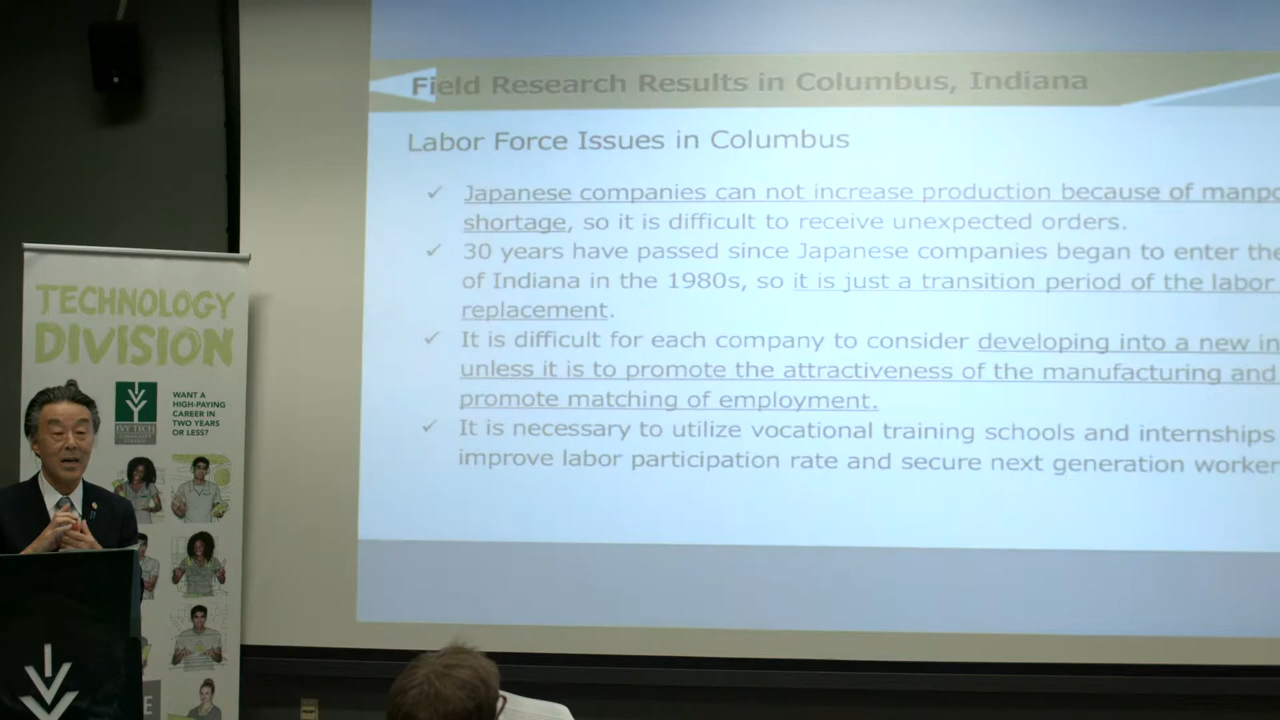 Field Research Results in Columbus, Indiana
Labor Force Issues in Columbus
✓ Japanese companies can not increase production because of manpo
shortage, so it is difficult to receive unexpected orders.
✓ 30 years have passed since Japanese companies began to enter the
of Indiana in the 1980s, so it is just a transition period of the labor
replacement.
✓ It is difficult for each company to consider developing into a new in
unless it is to promote the attractiveness of the manufacturing and
promote matching of employment.
✓ It is necessary to utilize vocational training schools and internships
improve labor participation rate and secure next generation worker
TECHNOLOGY
DIVISION
IVY TECH
COMMUNITY COLLEGE
WANT A
HIGH-PAYING
CAREER IN
TWO YEARS
OR LESS?
E